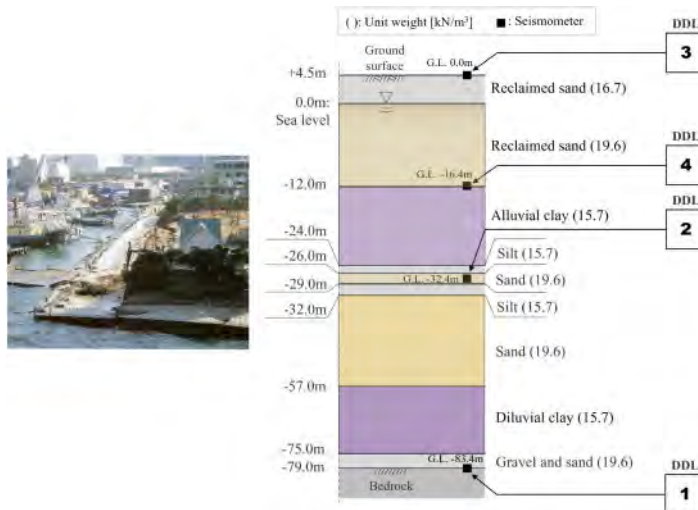 ( ): Unit weight [kN/m³] ■: Seismometer
DDL
3
Ground
surface
G.L. 0.0m
+4.5m
Reclaimed sand (16.7)
0.0m:
Sea level
DDL
4
Reclaimed sand (19.6)
G.L. -16.4m
-12.0m
DDL
2
Alluvial clay (15.7)
-24.0m
Silt (15.7)
-26.0m
G.L. -32.4m
Sand (19.6)
-29.0m
Silt (15.7)
-32.0m
Sand (19.6)
-57.0m
Diluvial clay (15.7)
-75.0m
G.L. -83.4m
Gravel and sand (19.6)
-79.0m
Bedrock
DDL
1